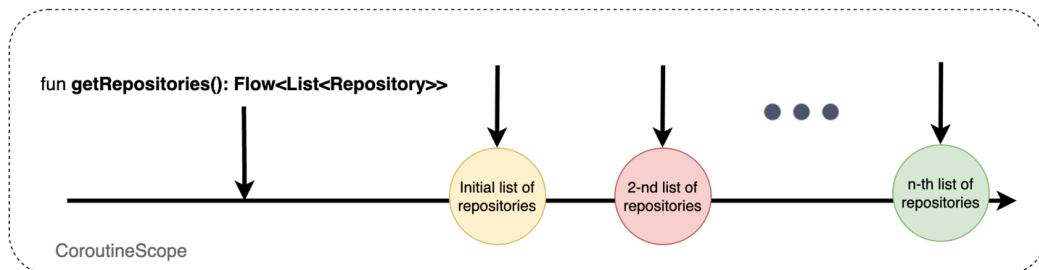 fun getRepositories(): Flow<List<Repository>>
Initial list of
repositories
2-nd list of
repositories
n-th list of
repositories
CoroutineScope